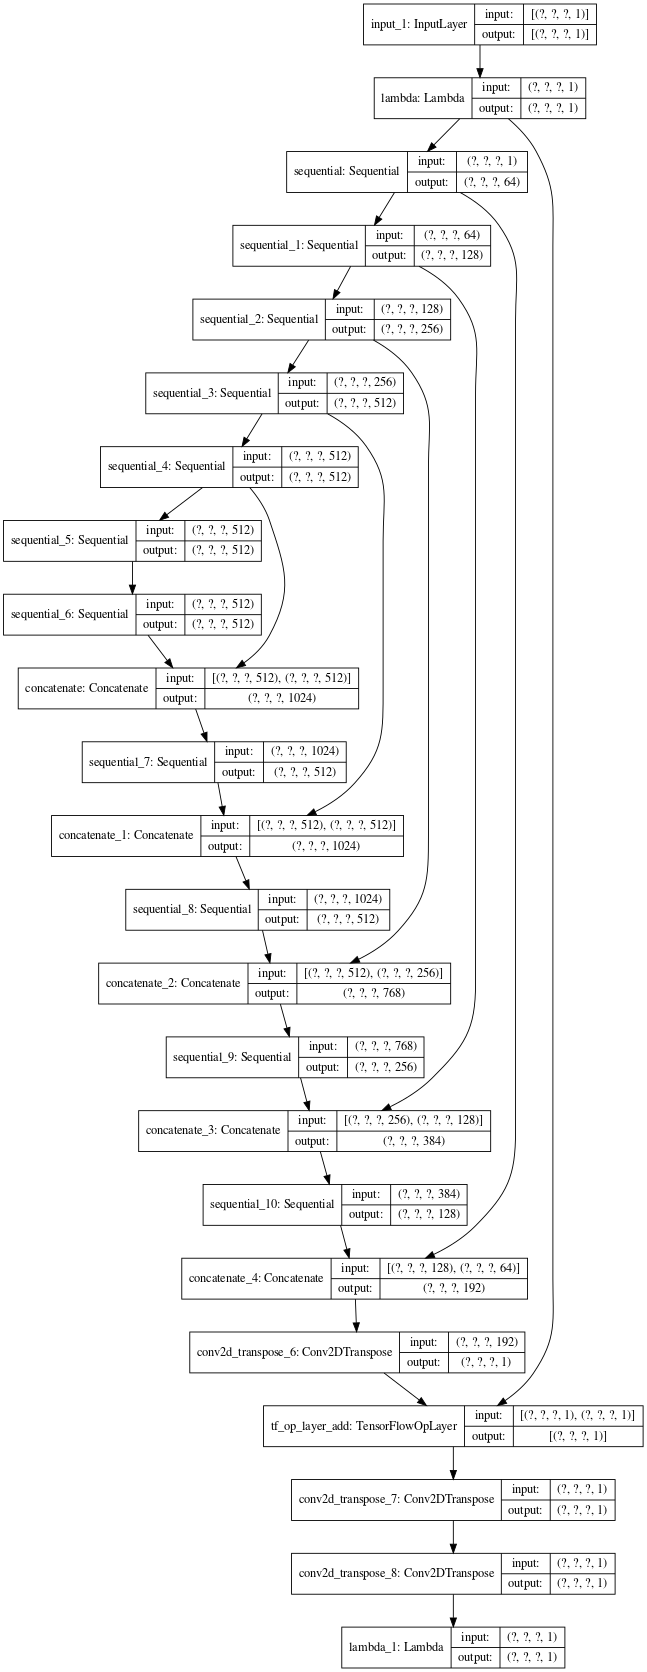 input_1: InputLayer
input: [(?, ?, ?, 1)]
output: [(?, ?, ?, 1)]
lambda: Lambda
input: (?, ?, ?, 1)
output: (?, ?, ?, 1)
sequential: Sequential
input: (?, ?, ?, 1)
output: (?, ?, ?, 64)
sequential_1: Sequential
input: (?, ?, ?, 64)
output: (?, ?, ?, 128)
sequential_2: Sequential
input: (?, ?, ?, 128)
output: (?, ?, ?, 256)
sequential_3: Sequential
input: (?, ?, ?, 256)
output: (?, ?, ?, 512)
sequential_4: Sequential
input: (?, ?, ?, 512)
output: (?, ?, ?, 512)
sequential_5: Sequential
input: (?, ?, ?, 512)
output: (?, ?, ?, 512)
sequential_6: Sequential
input: (?, ?, ?, 512)
output: (?, ?, ?, 512)
concatenate: Concatenate
input: [(?, ?, ?, 512), (?, ?, ?, 512)]
output: (?, ?, ?, 1024)
sequential_7: Sequential
input: (?, ?, ?, 1024)
output: (?, ?, ?, 512)
concatenate_1: Concatenate
input: [(?, ?, ?, 512), (?, ?, ?, 512)]
output: (?, ?, ?, 1024)
sequential_8: Sequential
input: (?, ?, ?, 1024)
output: (?, ?, ?, 512)
concatenate_2: Concatenate
input: [(?, ?, ?, 512), (?, ?, ?, 256)]
output: (?, ?, ?, 768)
sequential_9: Sequential
input: (?, ?, ?, 768)
output: (?, ?, ?, 256)
concatenate_3: Concatenate
input: [(?, ?, ?, 256), (?, ?, ?, 128)]
output: (?, ?, ?, 384)
sequential_10: Sequential
input: (?, ?, ?, 384)
output: (?, ?, ?, 128)
concatenate_4: Concatenate
input: [(?, ?, ?, 128), (?, ?, ?, 64)]
output: (?, ?, ?, 192)
conv2d_transpose_6: Conv2DTranspose
input: (?, ?, ?, 192)
output: (?, ?, ?, 1)
tf_op_layer_add: TensorFlowOpLayer
input: [(?, ?, ?, 1), (?, ?, ?, 1)]
output: [(?, ?, ?, 1)]
conv2d_transpose_7: Conv2DTranspose
input: (?, ?, ?, 1)
output: (?, ?, ?, 1)
conv2d_transpose_8: Conv2DTranspose
input: (?, ?, ?, 1)
output: (?, ?, ?, 1)
lambda_1: Lambda
input: (?, ?, ?, 1)
output: (?, ?, ?, 1)